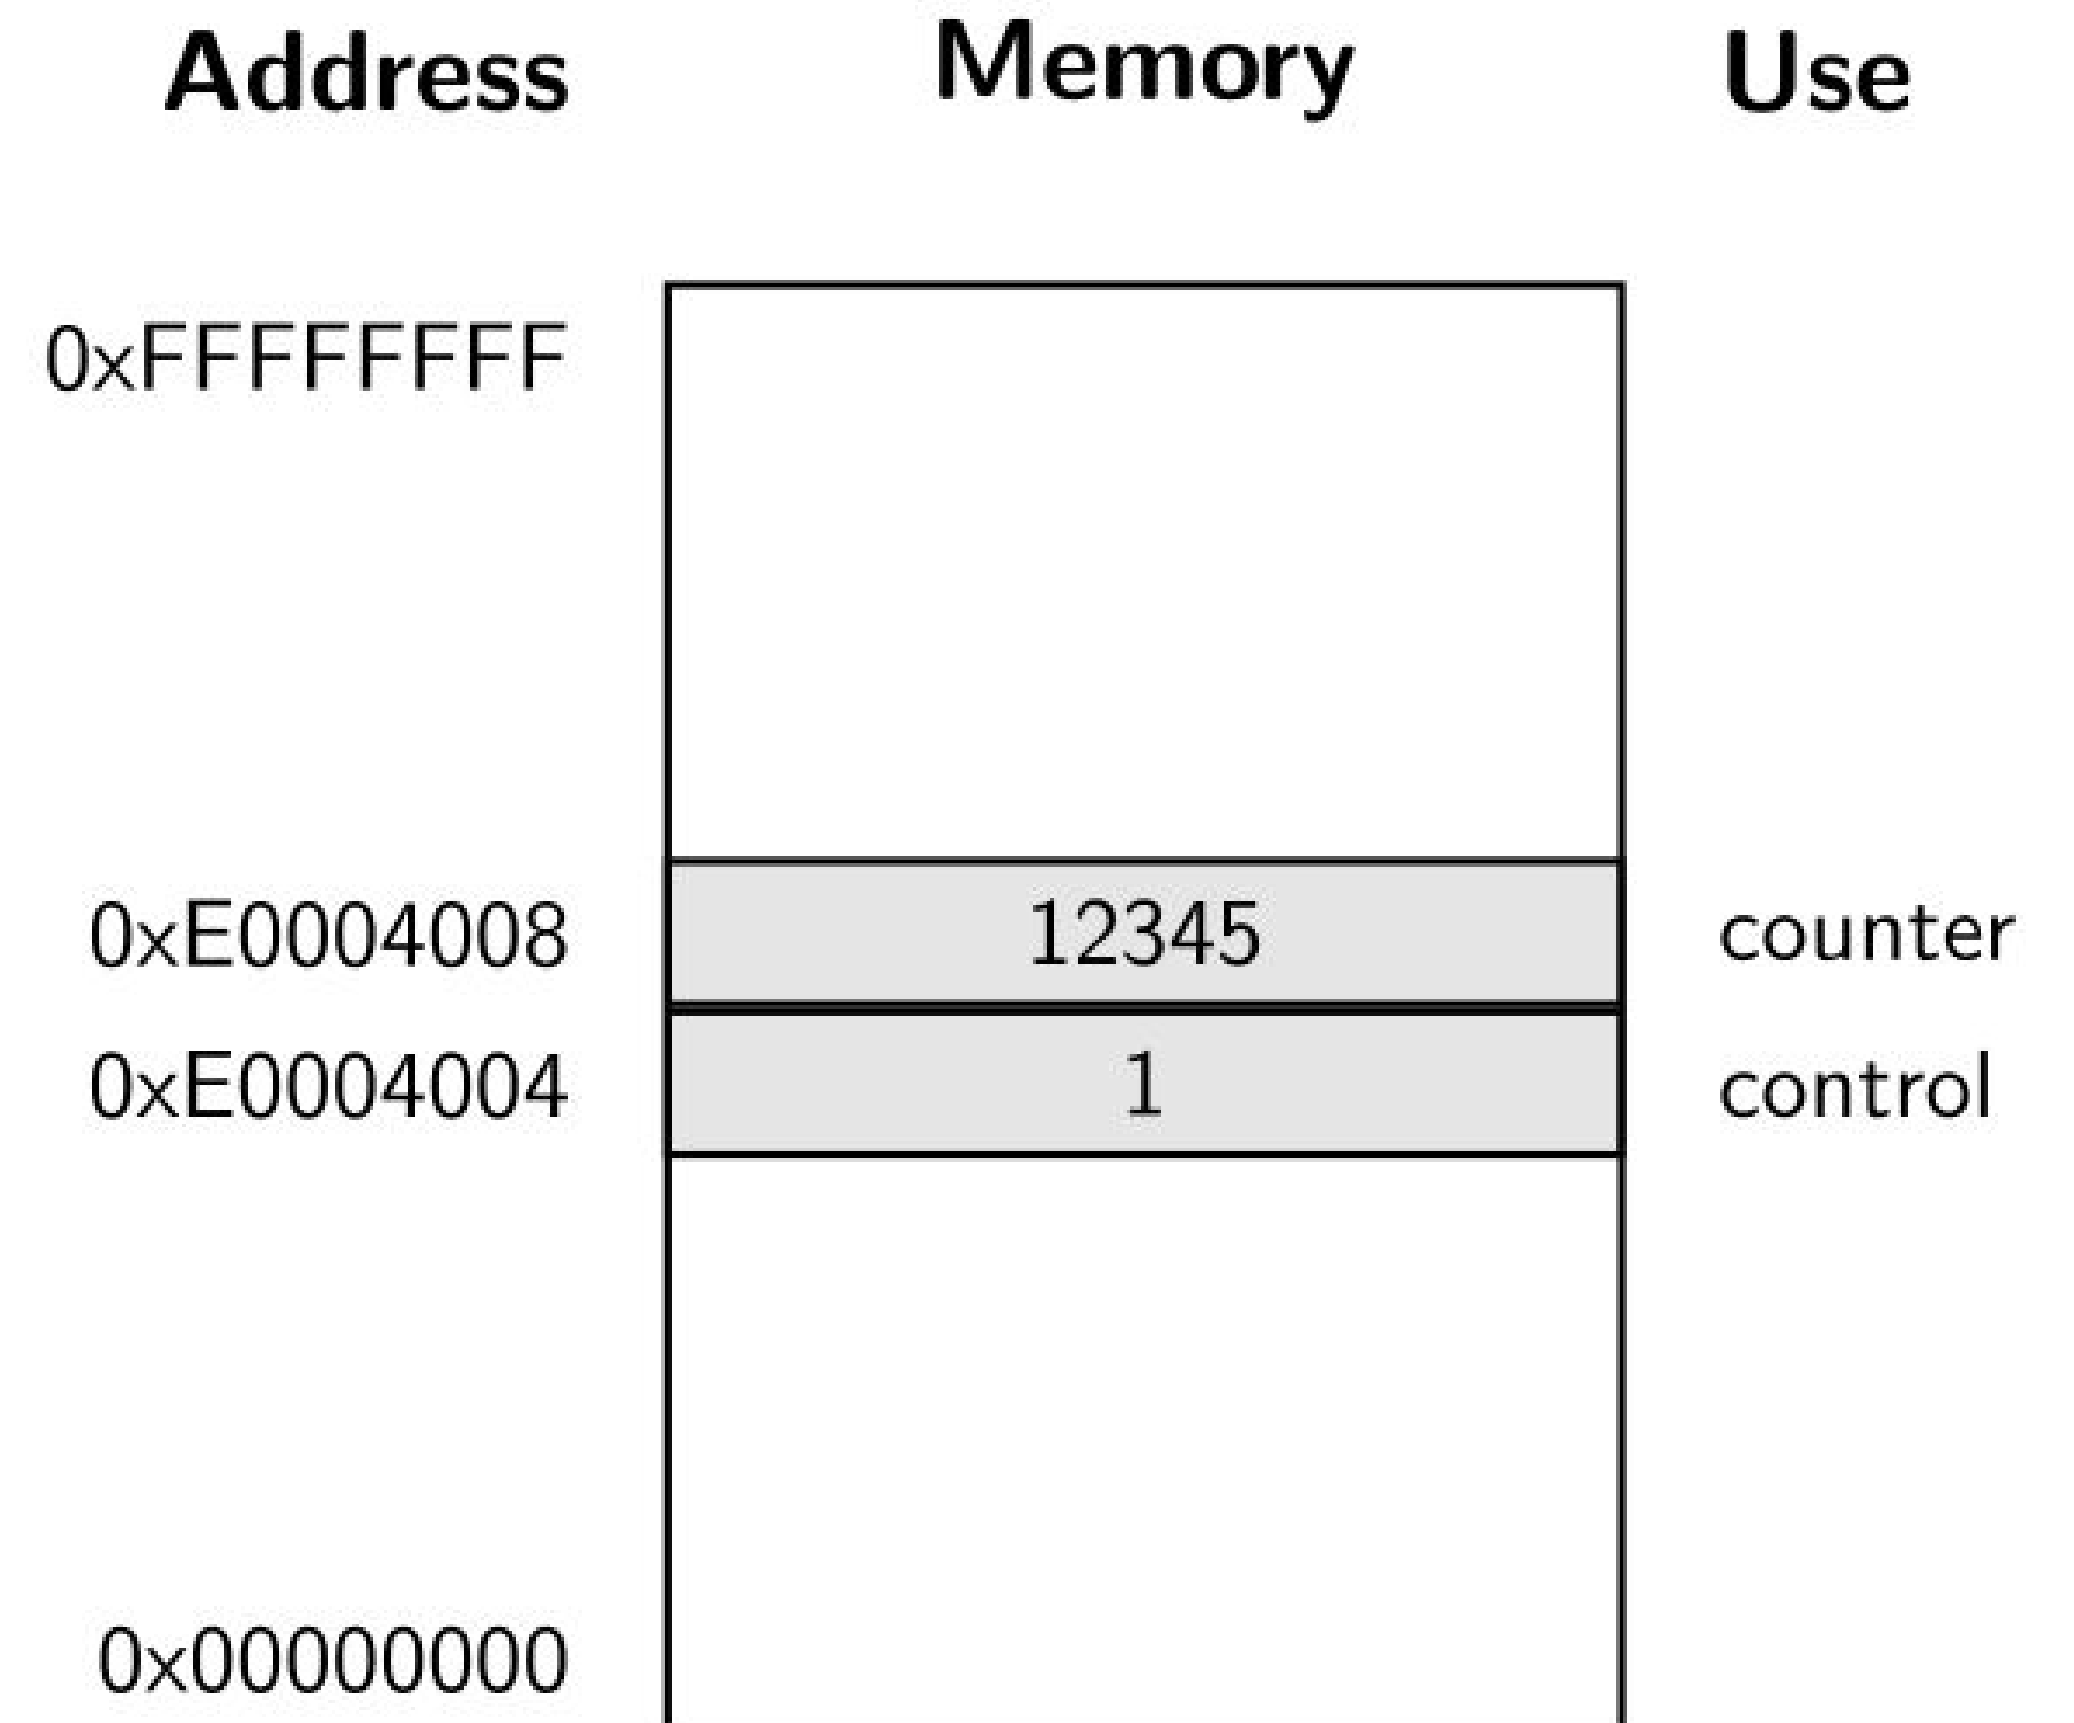 Address Memory Use
0xFFFFFFFF
0xE0004008 12345 counter
0xE0004004 1 control
0x00000000